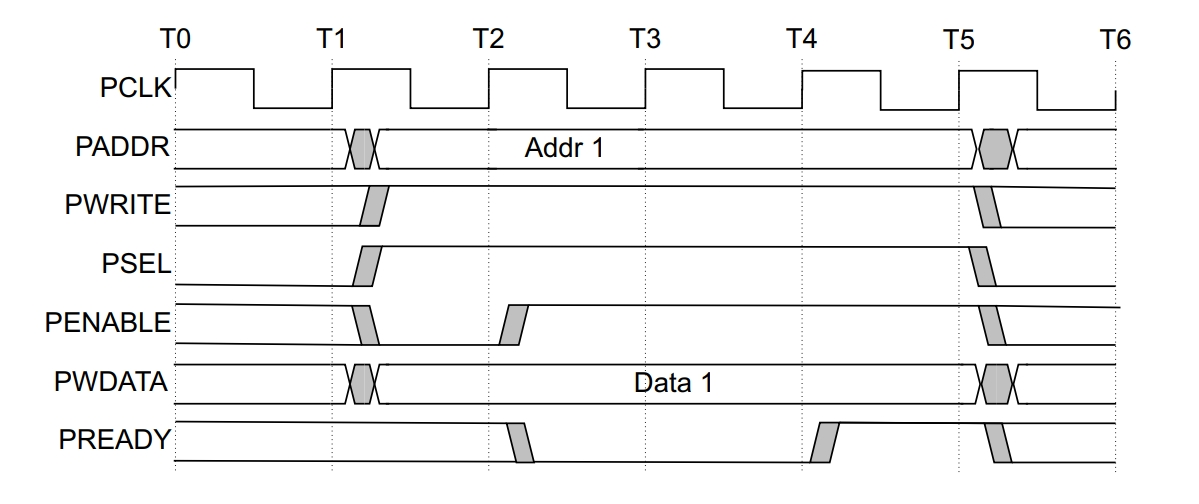 T0 T1 T2 T3 T4 T5 T6
PCLK
PADDR Addr 1
PWRITE
PSEL
PENABLE
PWDATA Data 1
PREADY